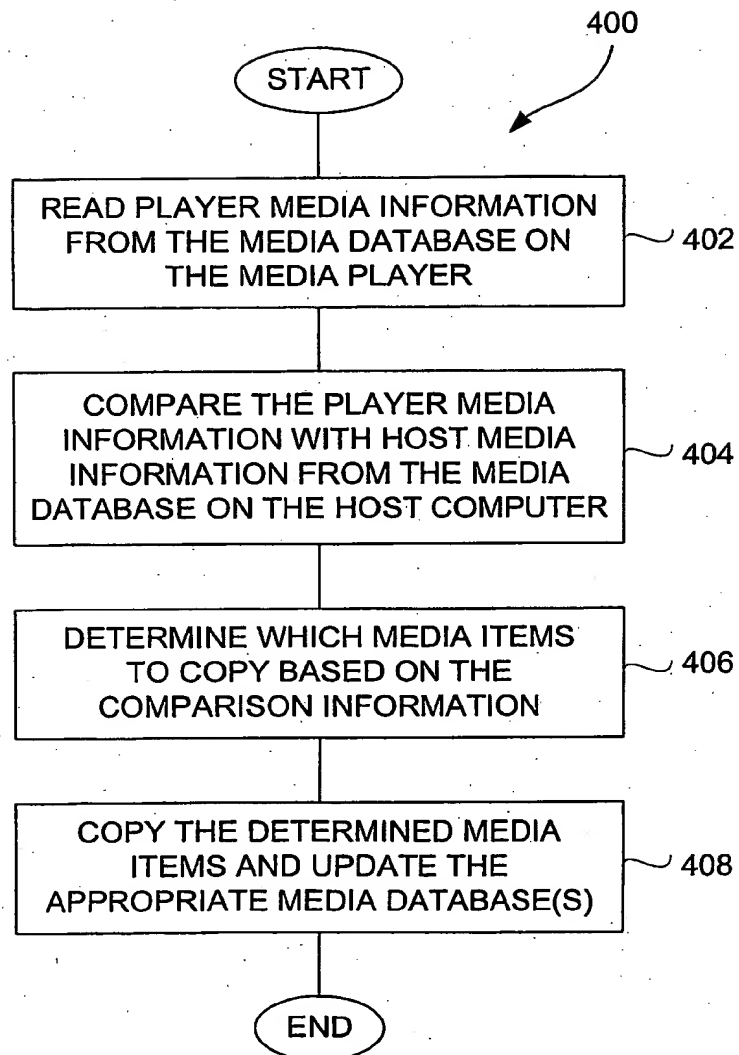 400
START
READ PLAYER MEDIA INFORMATION
FROM THE MEDIA DATABASE ON
THE MEDIA PLAYER
402
COMPARE THE PLAYER MEDIA
INFORMATION WITH HOST MEDIA
INFORMATION FROM THE MEDIA
DATABASE ON THE HOST COMPUTER
404
DETERMINE WHICH MEDIA ITEMS
TO COPY BASED ON THE
COMPARISON INFORMATION
406
COPY THE DETERMINED MEDIA
ITEMS AND UPDATE THE
APPROPRIATE MEDIA DATABASE(S)
408
END